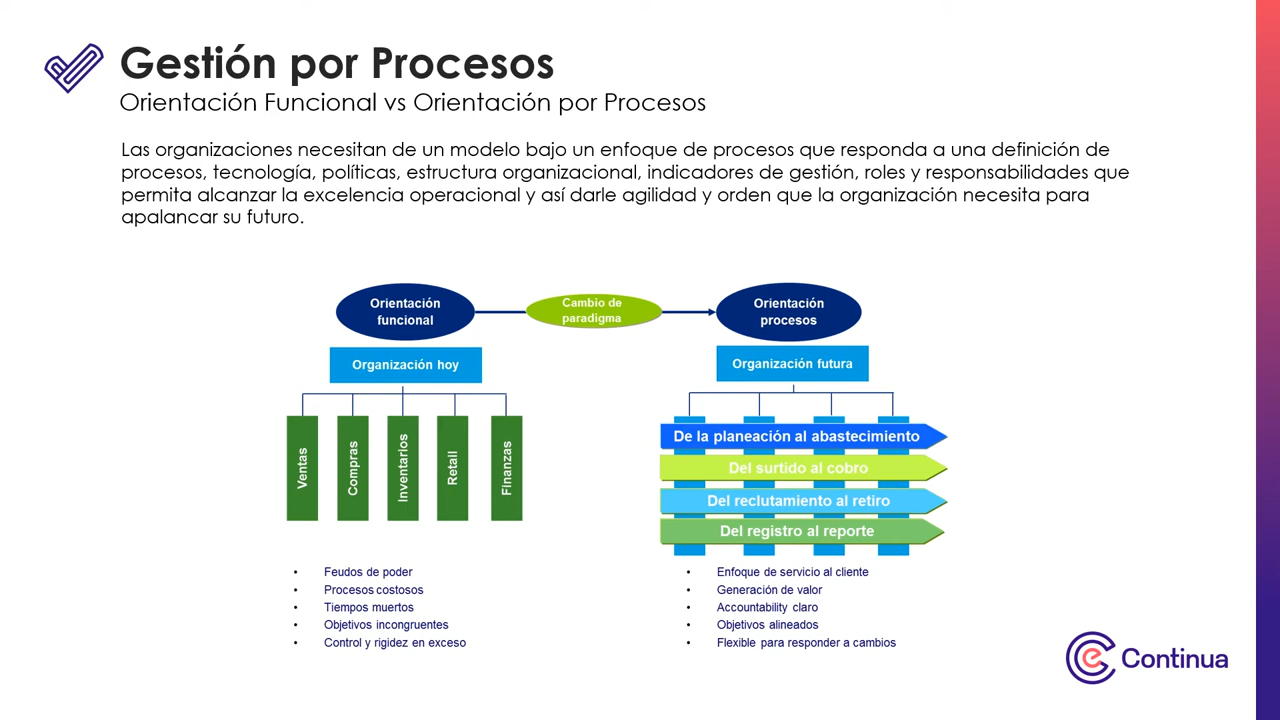 Gestión por Procesos
Orientación Funcional vs Orientación por Procesos
Las organizaciones necesitan de un modelo bajo un enfoque de procesos que responda a una definición de
procesos, tecnología, políticas, estructura organizacional, indicadores de gestión, roles y responsabilidades que
permita alcanzar la excelencia operacional y así darle agilidad y orden que la organización necesita para
apalancar su futuro.
Orientación
funcional
Cambio de
paradigma
Orientación
procesos
Organización hoy
Organización futura
Ventas
Compras
Inventarios
Retail
Finanzas
De la planeación al abastecimiento
Del surtido al cobro
Del reclutamiento al retiro
Del registro al reporte
• Feudos de poder
• Procesos costosos
• Tiempos muertos
• Objetivos incongruentes
• Control y rigidez en exceso
• Enfoque de servicio al cliente
• Generación de valor
• Accountability claro
• Objetivos alineados
• Flexible para responder a cambios
Continua